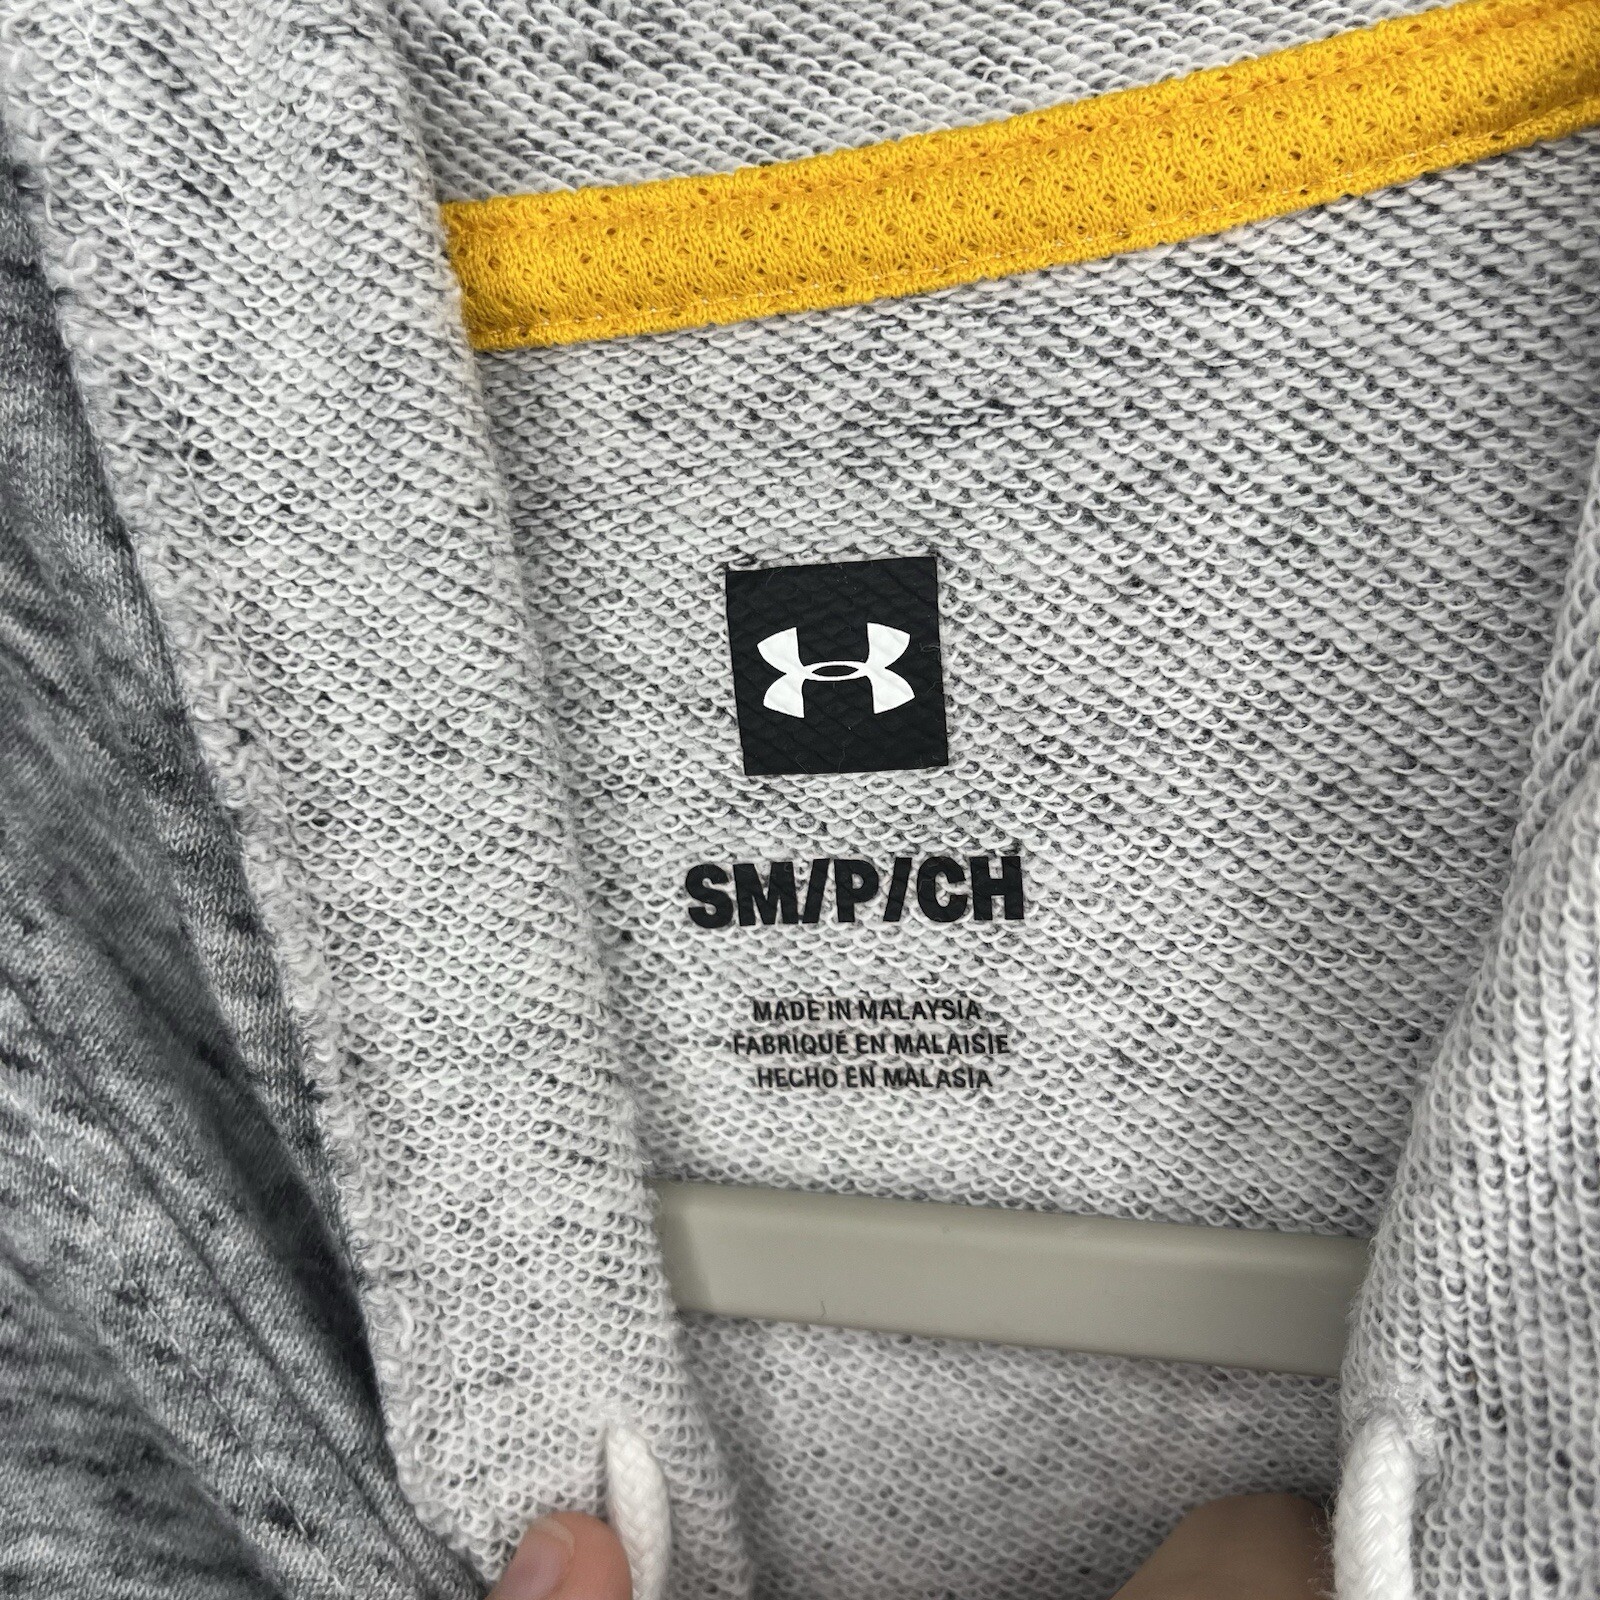 SM/P/CH
MADE IN MALAYSIA
FABRIQUÉ EN MALAISIE
HECHO EN MALASIA